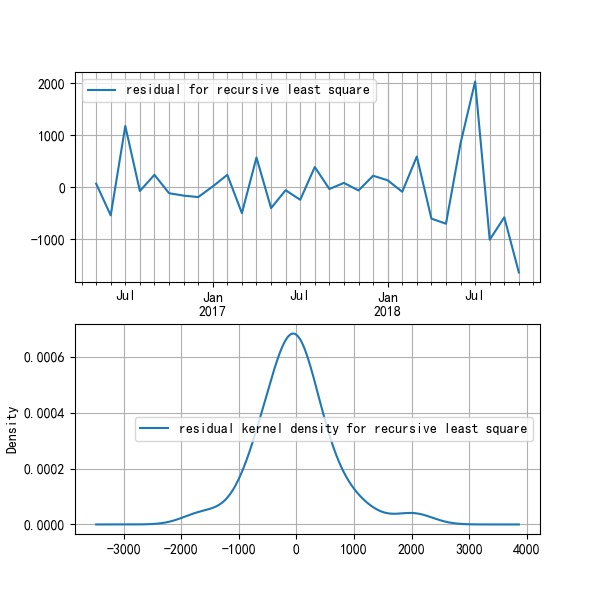 2000
residual for recursive least square
1000
0
−1000
Jul Jan Jul Jan Jul
2017 2018
0.0006
0.0004
residual kernel density for recursive least square
Density
0.0002
0.0000
−3000 −2000 −1000 0 1000 2000 3000 4000